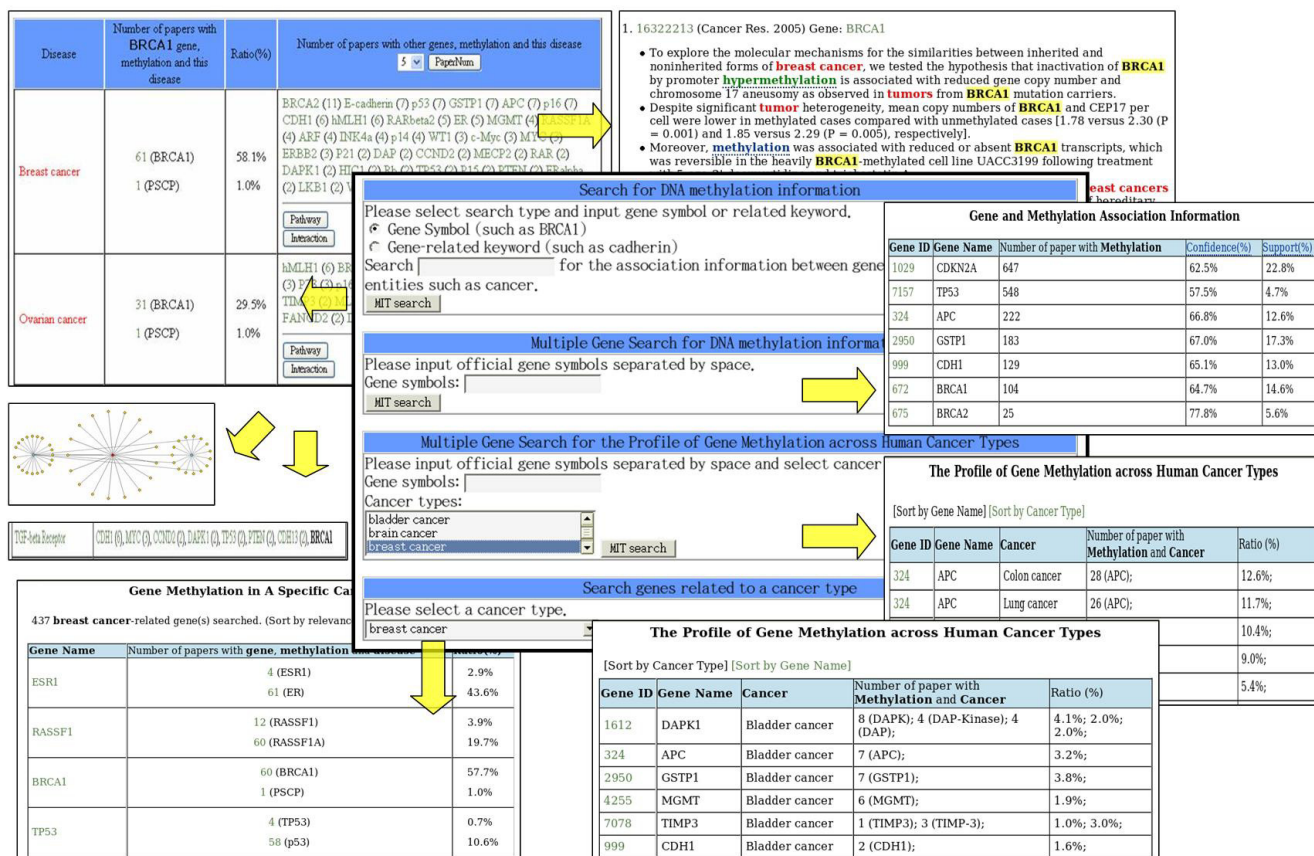 Disease
Number of papers with
BRCA1 gene,
methylation and this
disease
Ratio(%)
Number of papers with other genes, methylation and this disease
5 PaperNum
Breast cancer
61 (BRCA1)
58.1%
1 (PSCP)
1.0%
BRCA2 (11) E-cadherin (7) p53 (7) GSTP1 (7) APC (7) p16 (7)
CDH1 (6) hMLH1 (6) RARbeta2 (5) ER (5) MGMT (4) RASSF1A
(4) ARF (4) INK4a (4) p14 (4) WT1 (3) c-Myc (3) MYC (3)
ERBB2 (3) P21 (2) DAP (2) CCND2 (2) MECP2 (2) RAR (2)
DAPK1 (2) HIC1 (2) Rb (2) TP53 (2) P15 (2) PTEN (2) ERalpha
(2) LKB1 (2)
Pathway
Interaction
Ovarian cancer
31 (BRCA1)
29.5%
1 (PSCP)
1.0%
hMLH1 (6)
Pathway
Interaction
1. 16322213 (Cancer Res. 2005) Gene: BRCA1
• To explore the molecular mechanisms for the similarities between inherited and
noninherited forms of breast cancer, we tested the hypothesis that inactivation of BRCA1
by promoter hypermethylation is associated with reduced gene copy number and
chromosome 17 aneusomy as observed in tumors from BRCA1 mutation carriers.
• Despite significant tumor heterogeneity, mean copy numbers of BRCA1 and CEP17 per
cell were lower in methylated cases compared with unmethylated cases [1.78 versus 2.30 (P
= 0.001) and 1.85 versus 2.29 (P = 0.005), respectively].
• Moreover, methylation was associated with reduced or absent BRCA1 transcripts, which
was reversible in the heavily BRCA1-methylated cell line UACC3199 following treatment
east cancers
Search for DNA methylation information
Please select search type and input gene symbol or related keyword.
Gene Symbol (such as BRCA1)
Gene-related keyword (such as cadherin)
Search for the association information between gene
entities such as cancer.
MIT search
Multiple Gene Search for DNA methylation informat
Please input official gene symbols separated by space.
Gene symbols:
MIT search
Multiple Gene Search for the Profile of Gene Methylation across Human Cancer Types
Please input official gene symbols separated by space and select cancer
Gene symbols:
Cancer types:
bladder cancer
brain cancer
breast cancer
MIT search
Search genes related to a cancer type
Please select a cancer type.
breast cancer
Gene and Methylation Association Information
Gene ID Gene Name Number of paper with Methylation Confidence(%) Support(%)
1029 CDKN2A 647 62.5% 22.8%
7157 TP53 548 57.5% 4.7%
324 APC 222 66.8% 12.6%
2950 GSTP1 183 67.0% 17.3%
999 CDH1 129 65.1% 13.0%
672 BRCA1 104 64.7% 14.6%
675 BRCA2 25 77.8% 5.6%
The Profile of Gene Methylation across Human Cancer Types
[Sort by Gene Name] [Sort by Cancer Type]
Gene ID Gene Name Cancer Number of paper with Methylation and Cancer Ratio (%)
324 APC Colon cancer 28 (APC); 12.6%;
324 APC Lung cancer 26 (APC); 11.7%;
10.4%;
9.0%;
5.4%;
TGF-beta Receptor CDH1 (6), MYC (3), CCND2 (2), DAPK1 (2), TP53 (2), PTEN (2), CDH13 (2), BRCA1
Gene Methylation in A Specific Ca
437 breast cancer-related gene(s) searched. (Sort by relevanc
Gene Name Number of papers with gene, methylation
ESR1
4 (ESR1) 2.9%
61 (ER) 43.6%
RASSF1
12 (RASSF1) 3.9%
60 (RASSF1A) 19.7%
BRCA1
60 (BRCA1) 57.7%
1 (PSCP) 1.0%
TP53
4 (TP53) 0.7%
58 (p53) 10.6%
The Profile of Gene Methylation across Human Cancer Types
[Sort by Cancer Type] [Sort by Gene Name]
Gene ID Gene Name Cancer Number of paper with Methylation and Cancer Ratio (%)
1612 DAPK1 Bladder cancer 8 (DAPK); 4 (DAP-Kinase); 4 (DAP); 4.1%; 2.0%; 2.0%;
324 APC Bladder cancer 7 (APC); 3.2%;
2950 GSTP1 Bladder cancer 7 (GSTP1); 3.8%;
4255 MGMT Bladder cancer 6 (MGMT); 1.9%;
7078 TIMP3 Bladder cancer 1 (TIMP3); 3 (TIMP-3); 1.0%; 3.0%;
999 CDH1 Bladder cancer 2 (CDH1); 1.6%;